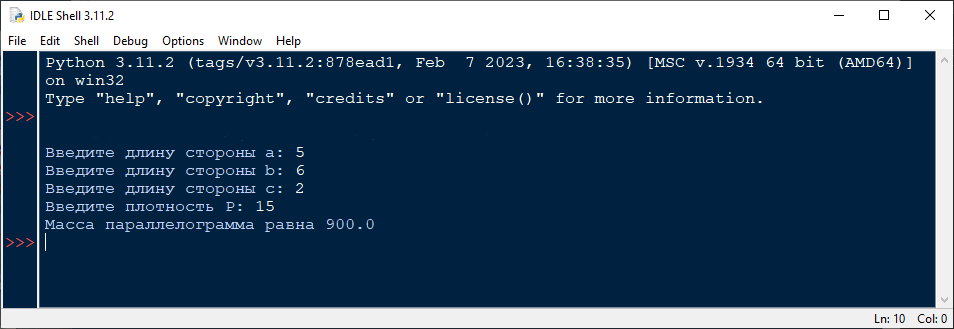 IDLE Shell 3.11.2
File Edit Shell Debug Options Window Help
Python 3.11.2 (tags/v3.11.2:878ead1, Feb  7 2023, 16:38:35) [MSC v.1934 64 bit (AMD64)]
on win32
Type "help", "copyright", "credits" or "license()" for more information.
>>>
Введите длину стороны a: 5
Введите длину стороны b: 6
Введите длину стороны c: 2
Введите плотность P: 15
Масса параллелограмма равна 900.0
>>>
Ln: 10 Col: 0